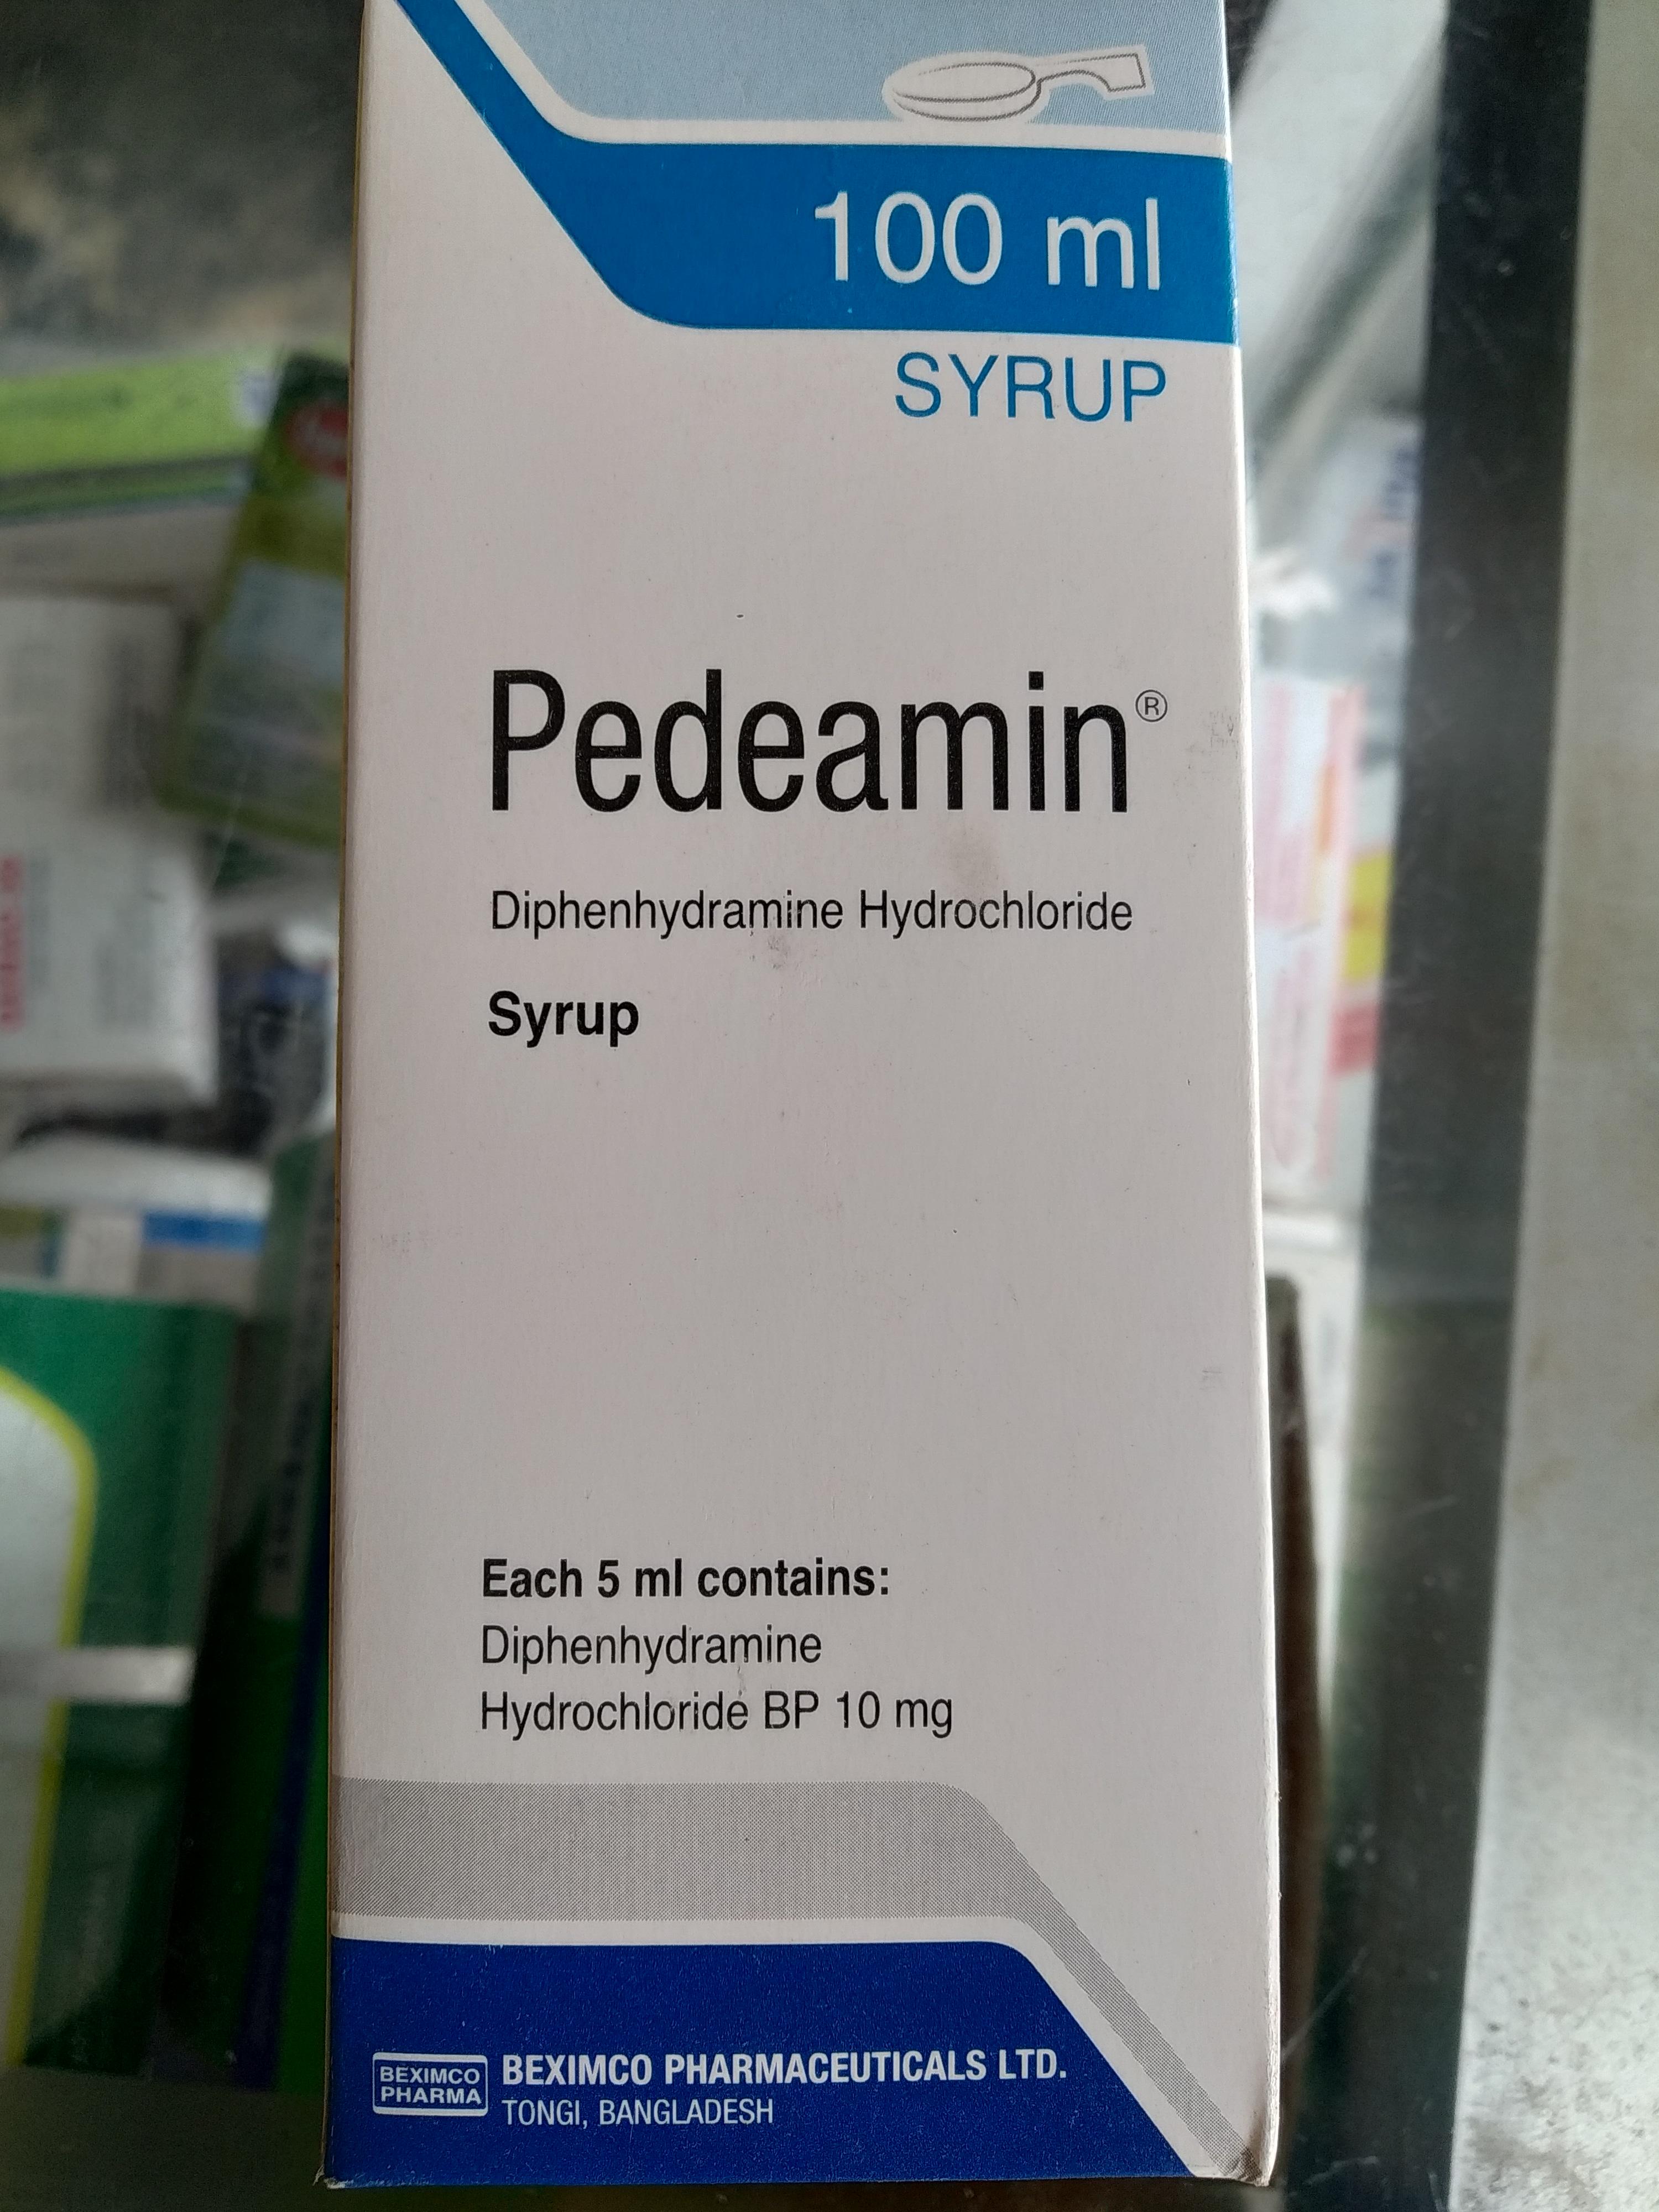 100 ml
SYRUP
Pedeamin®
Diphenhydramine Hydrochloride
Syrup
Each 5 ml contains:
Diphenhydramine
Hydrochloride BP 10 mg
BEXIMCO
PHARMA
BEXIMCO PHARMACEUTICALS LTD.
TONGI, BANGLADESH